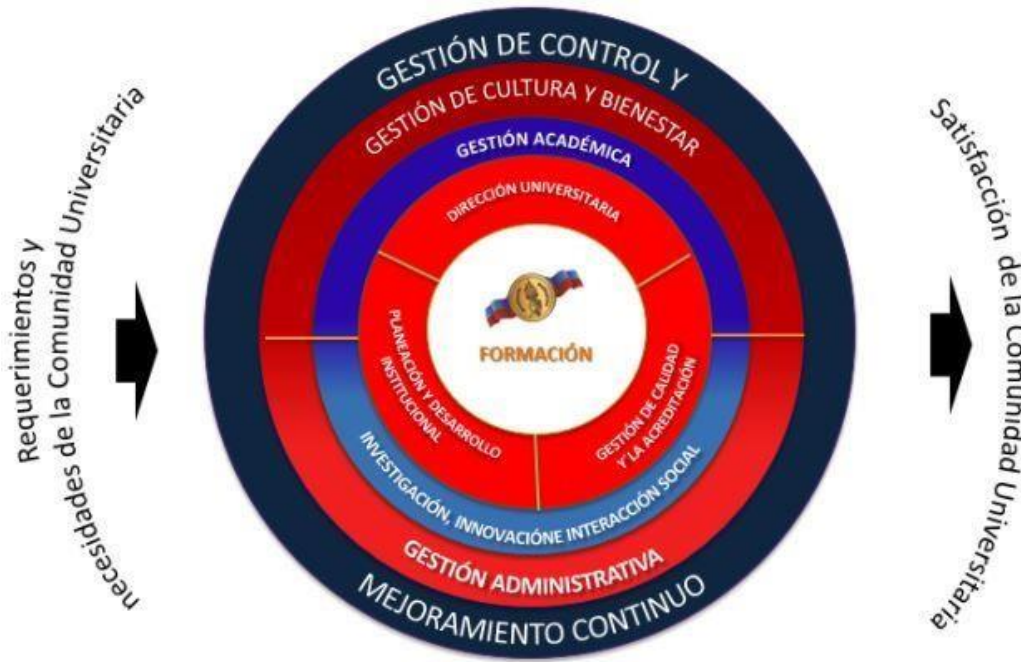 Requerimientos y
necesidades de la Comunidad Universitaria
GESTIÓN DE CONTROL Y
GESTIÓN DE CULTURA Y BIENESTAR
GESTIÓN ACADÉMICA
DIRECCIÓN UNIVERSITARIA
FORMACIÓN
PLANEACIÓN Y DESARROLLO
INSTITUCIONAL
GESTIÓN DE CALIDAD
Y LA ACREDITACIÓN
INVESTIGACIÓN, INNOVACIÓNE INTERACCIÓN SOCIAL
GESTIÓN ADMINISTRATIVA
MEJORAMIENTO CONTINUO
Satisfacción de la Comunidad Universitaria